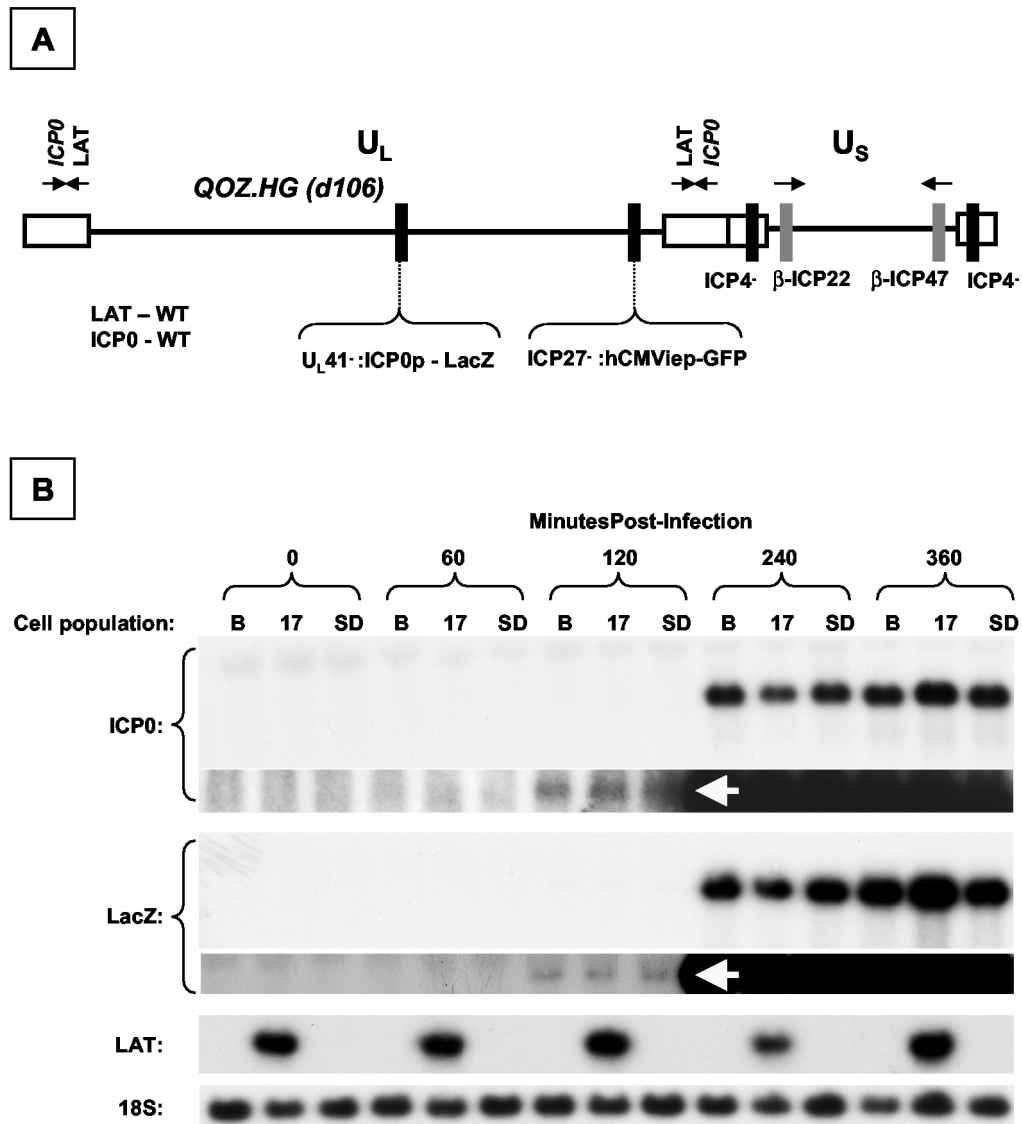 A
ICP0
LAT
U_L
LAT
ICP0
U_S
QOZ.HG (d106)
ICP4-
β-ICP22
β-ICP47
ICP4-
LAT – WT
ICP0 - WT
U_L41- :ICP0p - LacZ
ICP27- :hCMViep-GFP
B
MinutesPost-Infection
0 60 120 240 360
Cell population: B 17 SD B 17 SD B 17 SD B 17 SD B 17 SD
ICP0:
LacZ:
LAT:
18S: